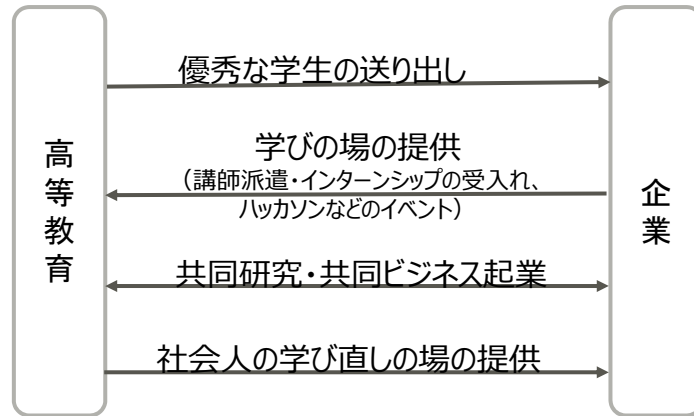 高等教育
優秀な学生の送り出し
学びの場の提供
（講師派遣・インターンシップの受入れ、
ハッカソンなどのイベント）
共同研究・共同ビジネス起業
社会人の学び直しの場の提供
企業